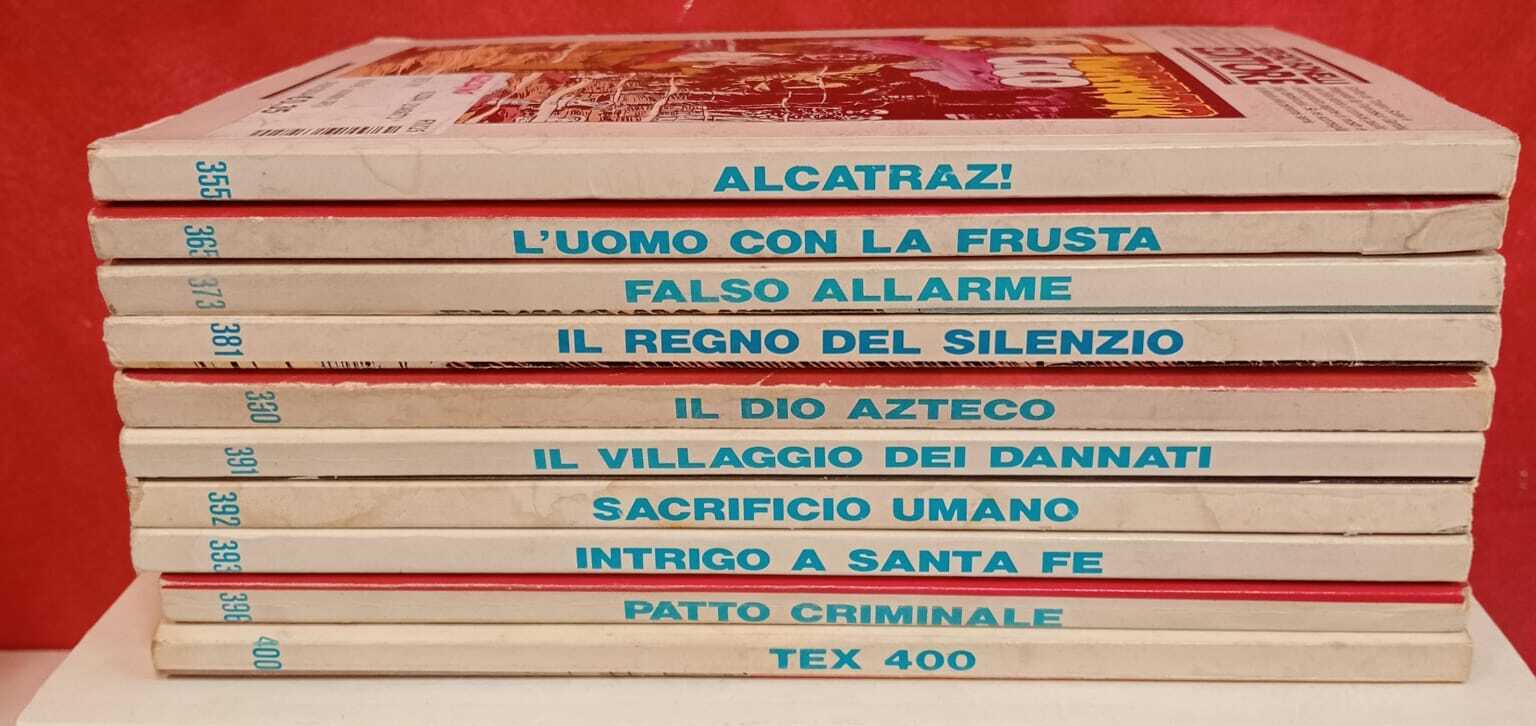 EDITORE
355 ALCATRAZ!
365 L'UOMO CON LA FRUSTA
373 FALSO ALLARME
381 IL REGNO DEL SILENZIO
390 IL DIO AZTECO
391 IL VILLAGGIO DEI DANNATI
392 SACRIFICIO UMANO
393 INTRIGO A SANTA FE
396 PATTO CRIMINALE
400 TEX 400